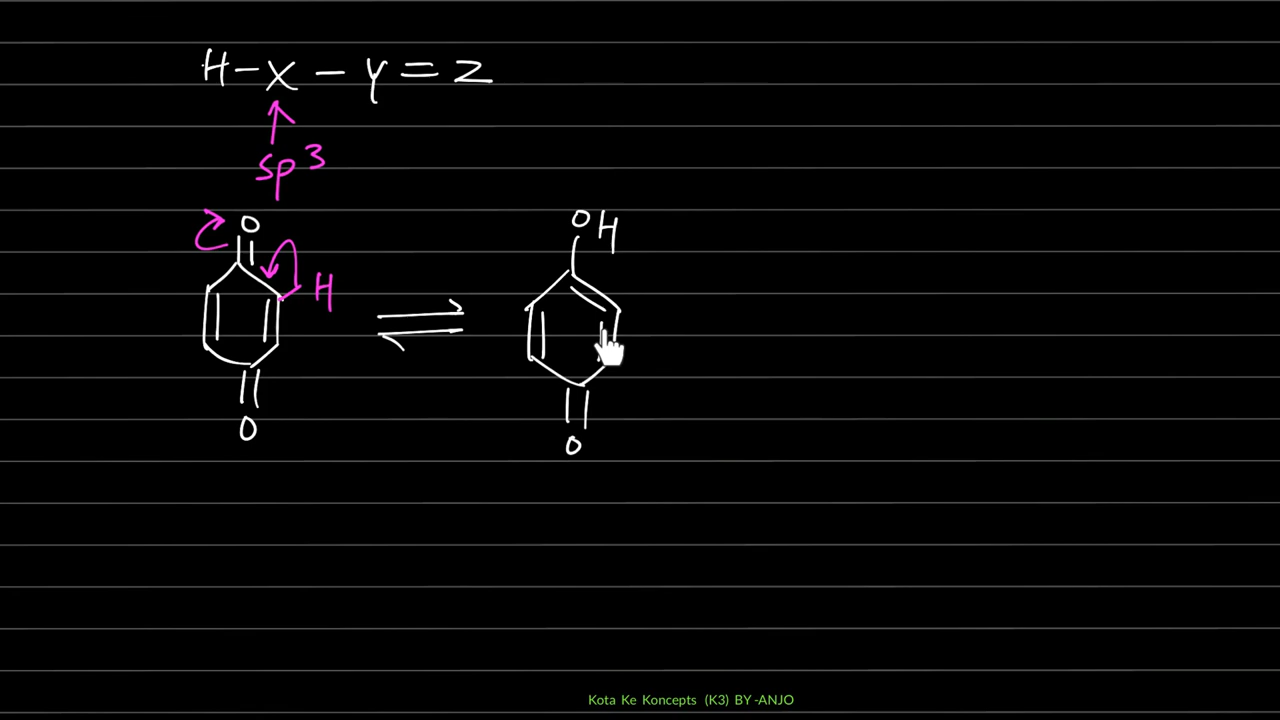 H-X-Y=Z
sp³
O
H
O
OH
O
Kota Ke Koncepts (K3) BY -ANJO